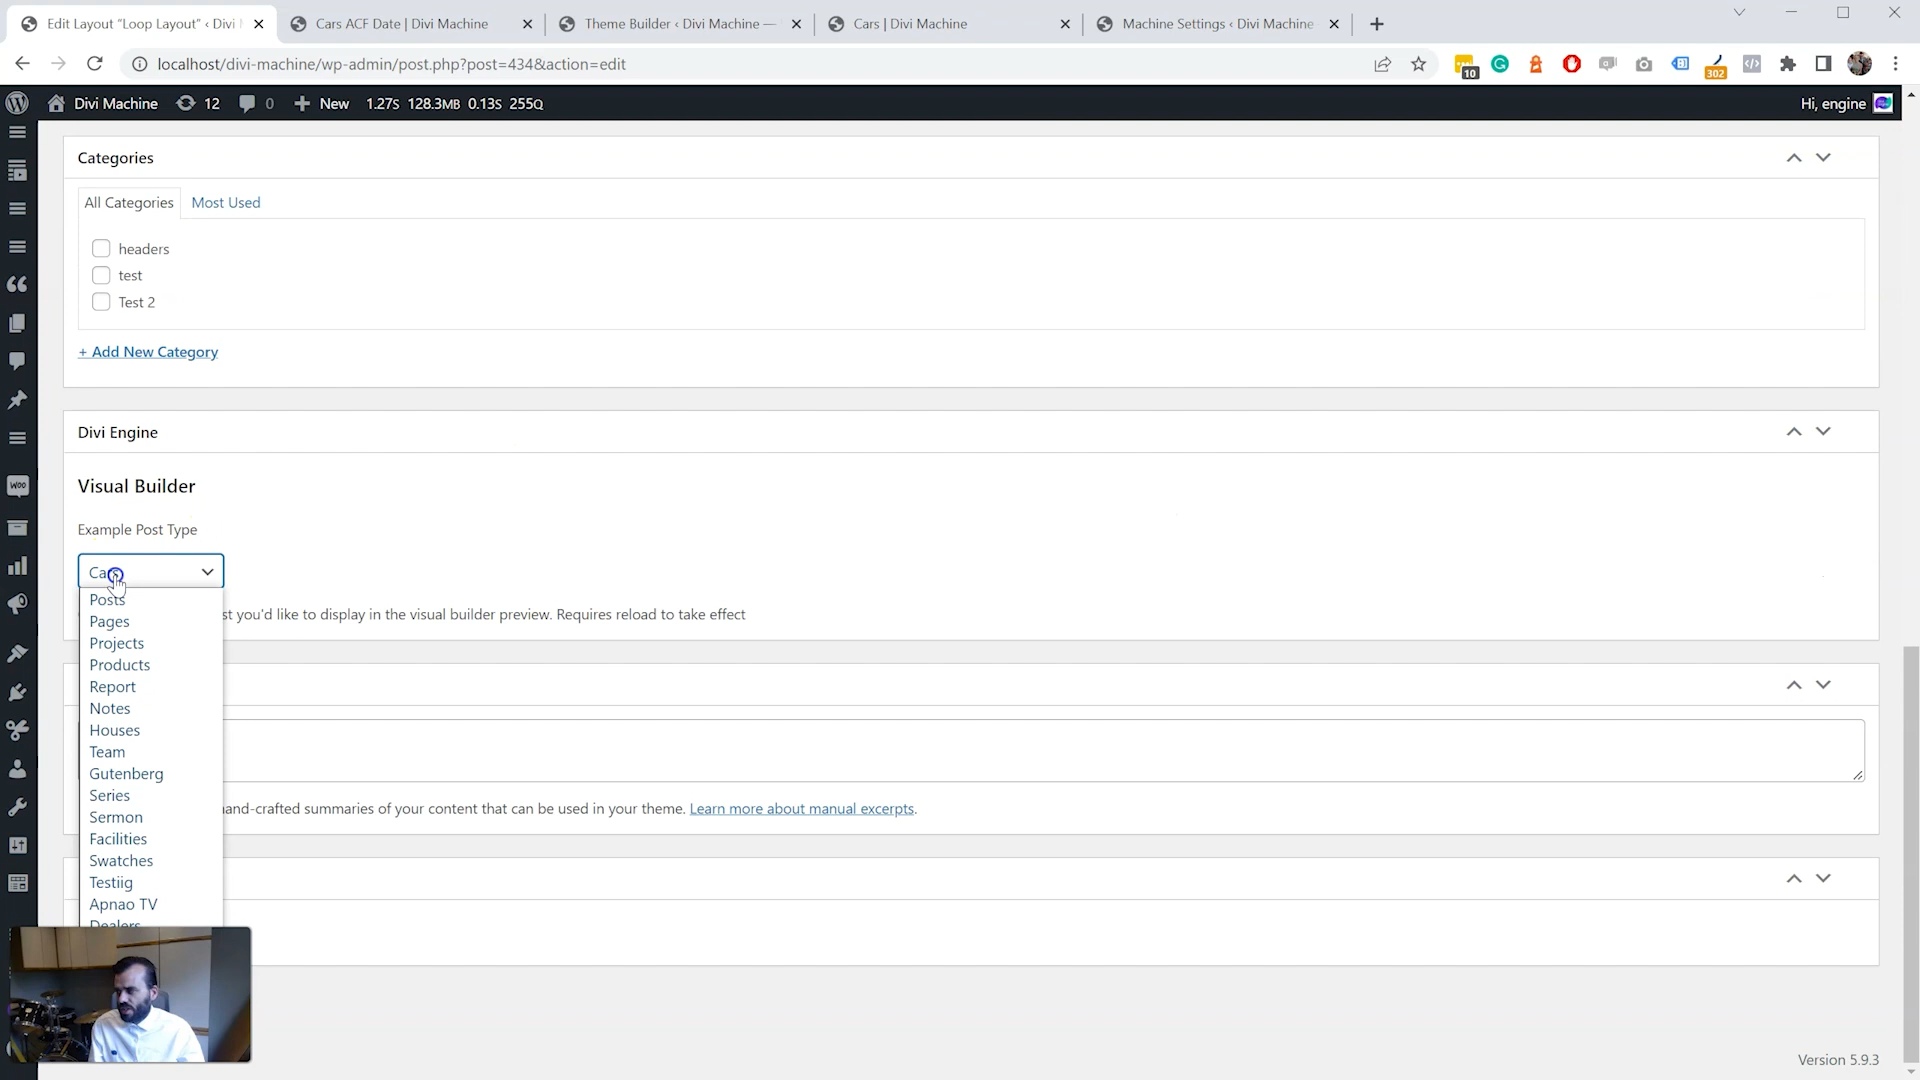 Edit Layout “Loop Layout” ‹ Divi
Cars ACF Date | Divi Machine
Theme Builder ‹ Divi Machine —
Cars | Divi Machine
Machine Settings ‹ Divi Machine
localhost/divi-machine/wp-admin/post.php?post=434&action=edit
10
302
Divi Machine
12
0
New
1.27s 128.3MB 0.13s 255Q
Hi, engine
Categories
All Categories
Most Used
headers
test
Test 2
+ Add New Category
Divi Engine
Visual Builder
Example Post Type
Cars
Posts
you'd like to display in the visual builder preview. Requires reload to take effect
Pages
Projects
Products
Report
Notes
Houses
Team
Gutenberg
Series
hand-crafted summaries of your content that can be used in your theme. Learn more about manual excerpts.
Sermon
Facilities
Swatches
Testiig
Apnao TV
Dealers
WOO
Version 5.9.3